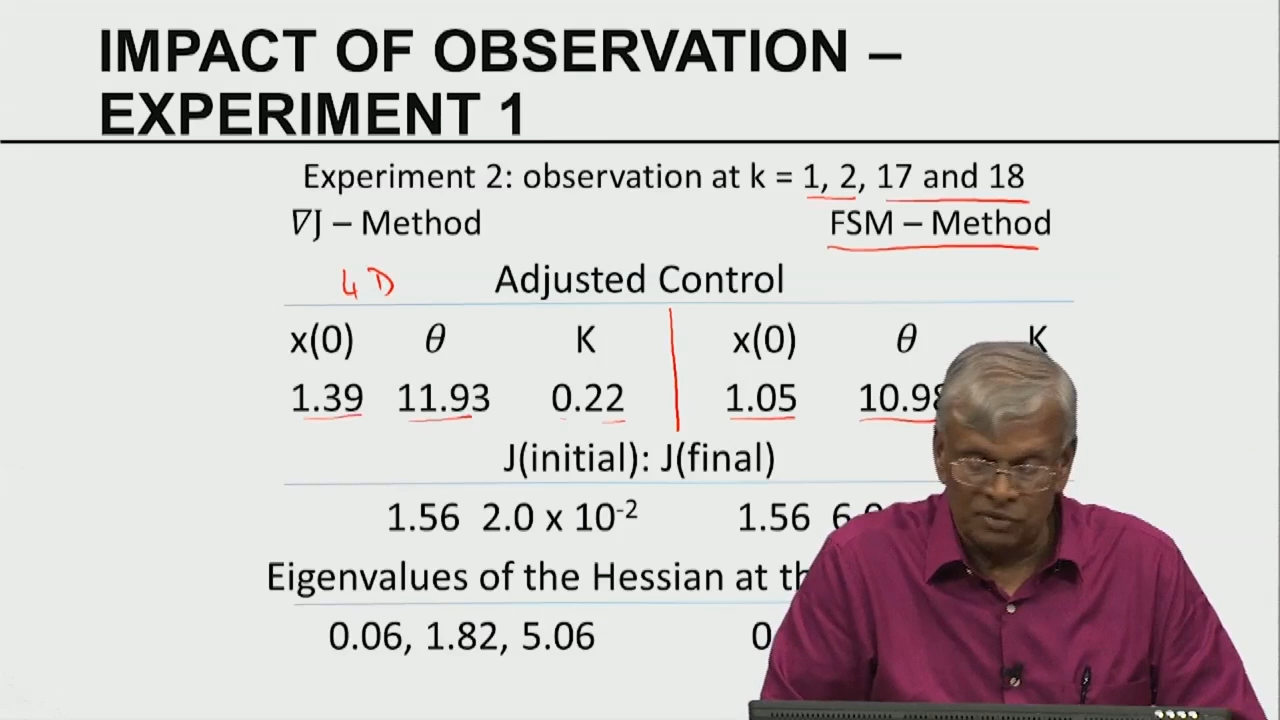 IMPACT OF OBSERVATION –
EXPERIMENT 1
Experiment 2: observation at k = 1, 2, 17 and 18
∇J – Method FSM – Method
4 D Adjusted Control
x(0) θ K x(0) θ K
1.39 11.93 0.22 1.05 10.98
J(initial): J(final)
1.56 2.0 x 10⁻² 1.56
Eigenvalues of the Hessian at
0.06, 1.82, 5.06